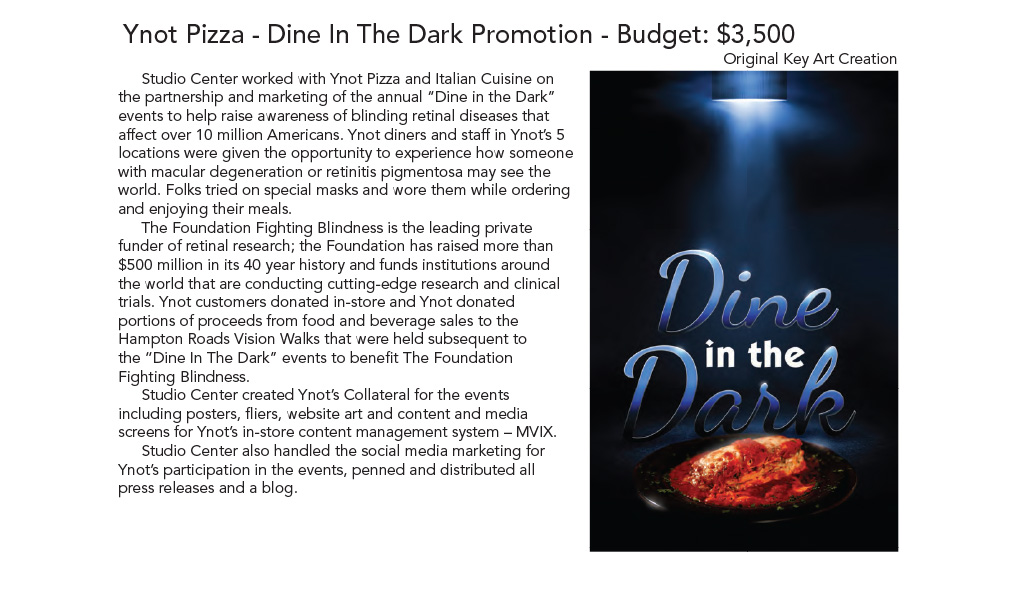 Ynot Pizza - Dine In The Dark Promotion - Budget: $3,500
Original Key Art Creation
Studio Center worked with Ynot Pizza and Italian Cuisine on
the partnership and marketing of the annual “Dine in the Dark”
events to help raise awareness of blinding retinal diseases that
affect over 10 million Americans. Ynot diners and staff in Ynot’s 5
locations were given the opportunity to experience how someone
with macular degeneration or retinitis pigmentosa may see the
world. Folks tried on special masks and wore them while ordering
and enjoying their meals.
The Foundation Fighting Blindness is the leading private
funder of retinal research; the Foundation has raised more than
$500 million in its 40 year history and funds institutions around
the world that are conducting cutting-edge research and clinical
trials. Ynot customers donated in-store and Ynot donated
portions of proceeds from food and beverage sales to the
Hampton Roads Vision Walks that were held subsequent to
the “Dine In The Dark” events to benefit The Foundation
Fighting Blindness.
Studio Center created Ynot’s Collateral for the events
including posters, fliers, website art and content and media
screens for Ynot’s in-store content management system – MVIX.
Studio Center also handled the social media marketing for
Ynot’s participation in the events, penned and distributed all
press releases and a blog.
Dine
in the
Dark